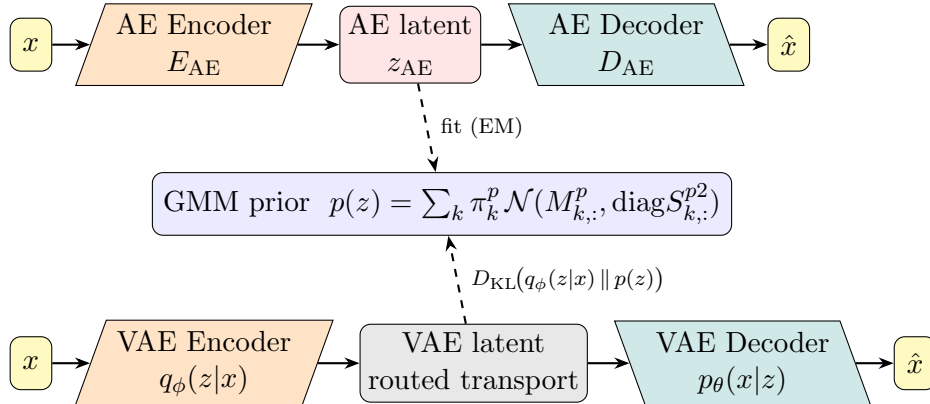 x
AE Encoder
E_AE
AE latent
z_AE
AE Decoder
D_AE
x̂
fit (EM)
GMM prior p(z) = ∑_k π_k^p 𝒩(M_{k,:}^p, diag S_{k,:}^{p2})
D_KL(q_ϕ(z|x) ∥ p(z))
x
VAE Encoder
q_ϕ(z|x)
VAE latent
routed transport
VAE Decoder
p_θ(x|z)
x̂